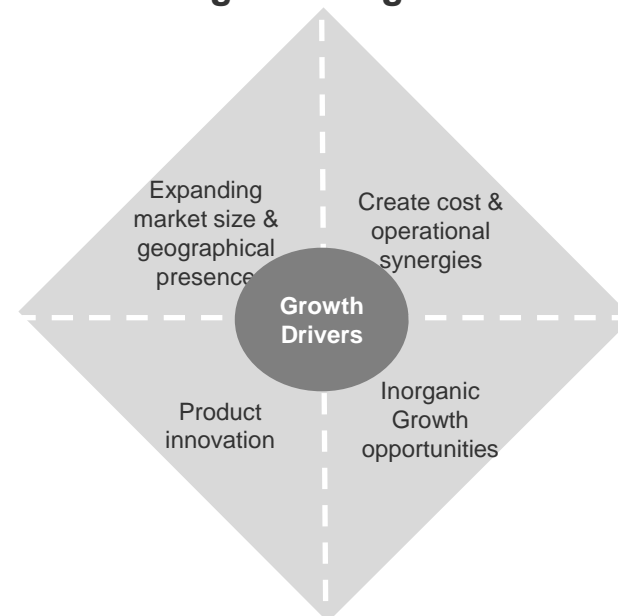 Expanding
market size &
geographical
presence
Create cost &
operational
synergies
Growth
Drivers
Product
innovation
Inorganic
Growth
opportunities